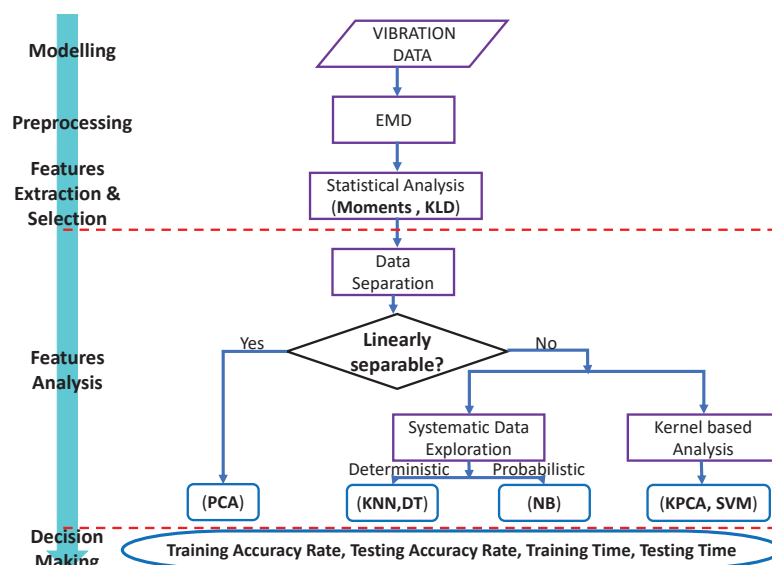 Modelling
VIBRATION
DATA
Preprocessing
EMD
Features
Extraction &
Selection
Statistical Analysis
(Moments , KLD)
Data
Separation
Features
Analysis
Yes
Linearly
separable?
No
Systematic Data
Exploration
Kernel based
Analysis
Deterministic
Probabilistic
(PCA)
(KNN,DT)
(NB)
(KPCA, SVM)
Decision
Making
Training Accuracy Rate, Testing Accuracy Rate, Training Time, Testing Time